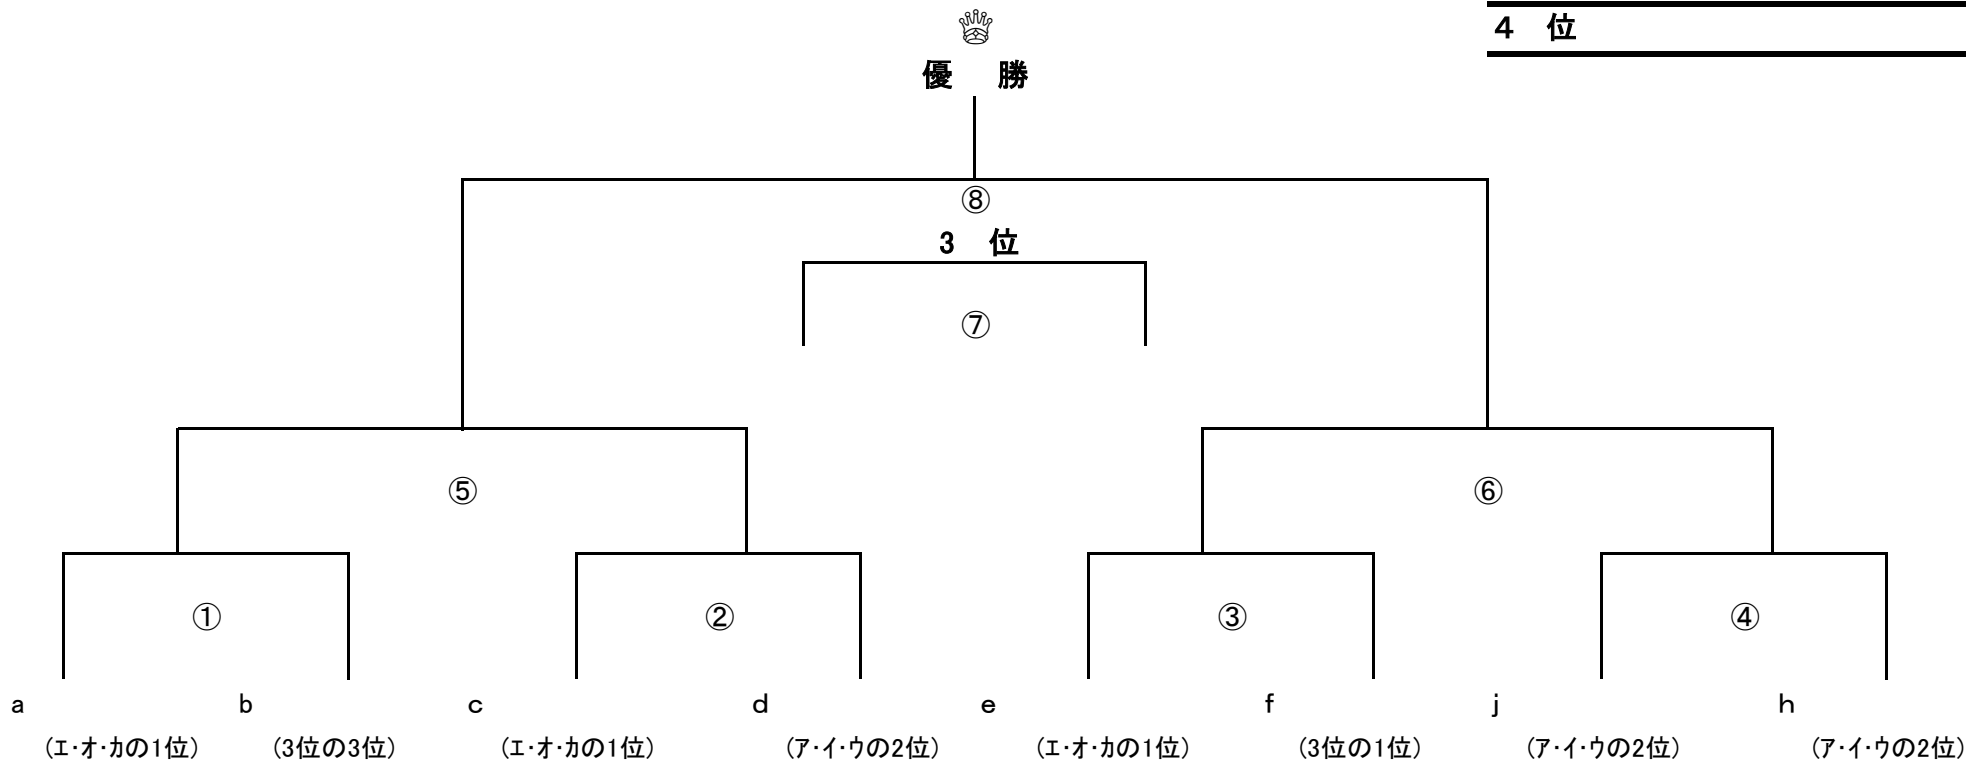 4 位
優 勝
⑧
3 位
⑦
⑤ ⑥
① ② ③ ④
a b c d e f j h
(エ・オ・カの1位) (3位の3位) (エ・オ・カの1位) (ア・イ・ウの2位) (エ・オ・カの1位) (3位の1位) (ア・イ・ウの2位) (ア・イ・ウの2位)